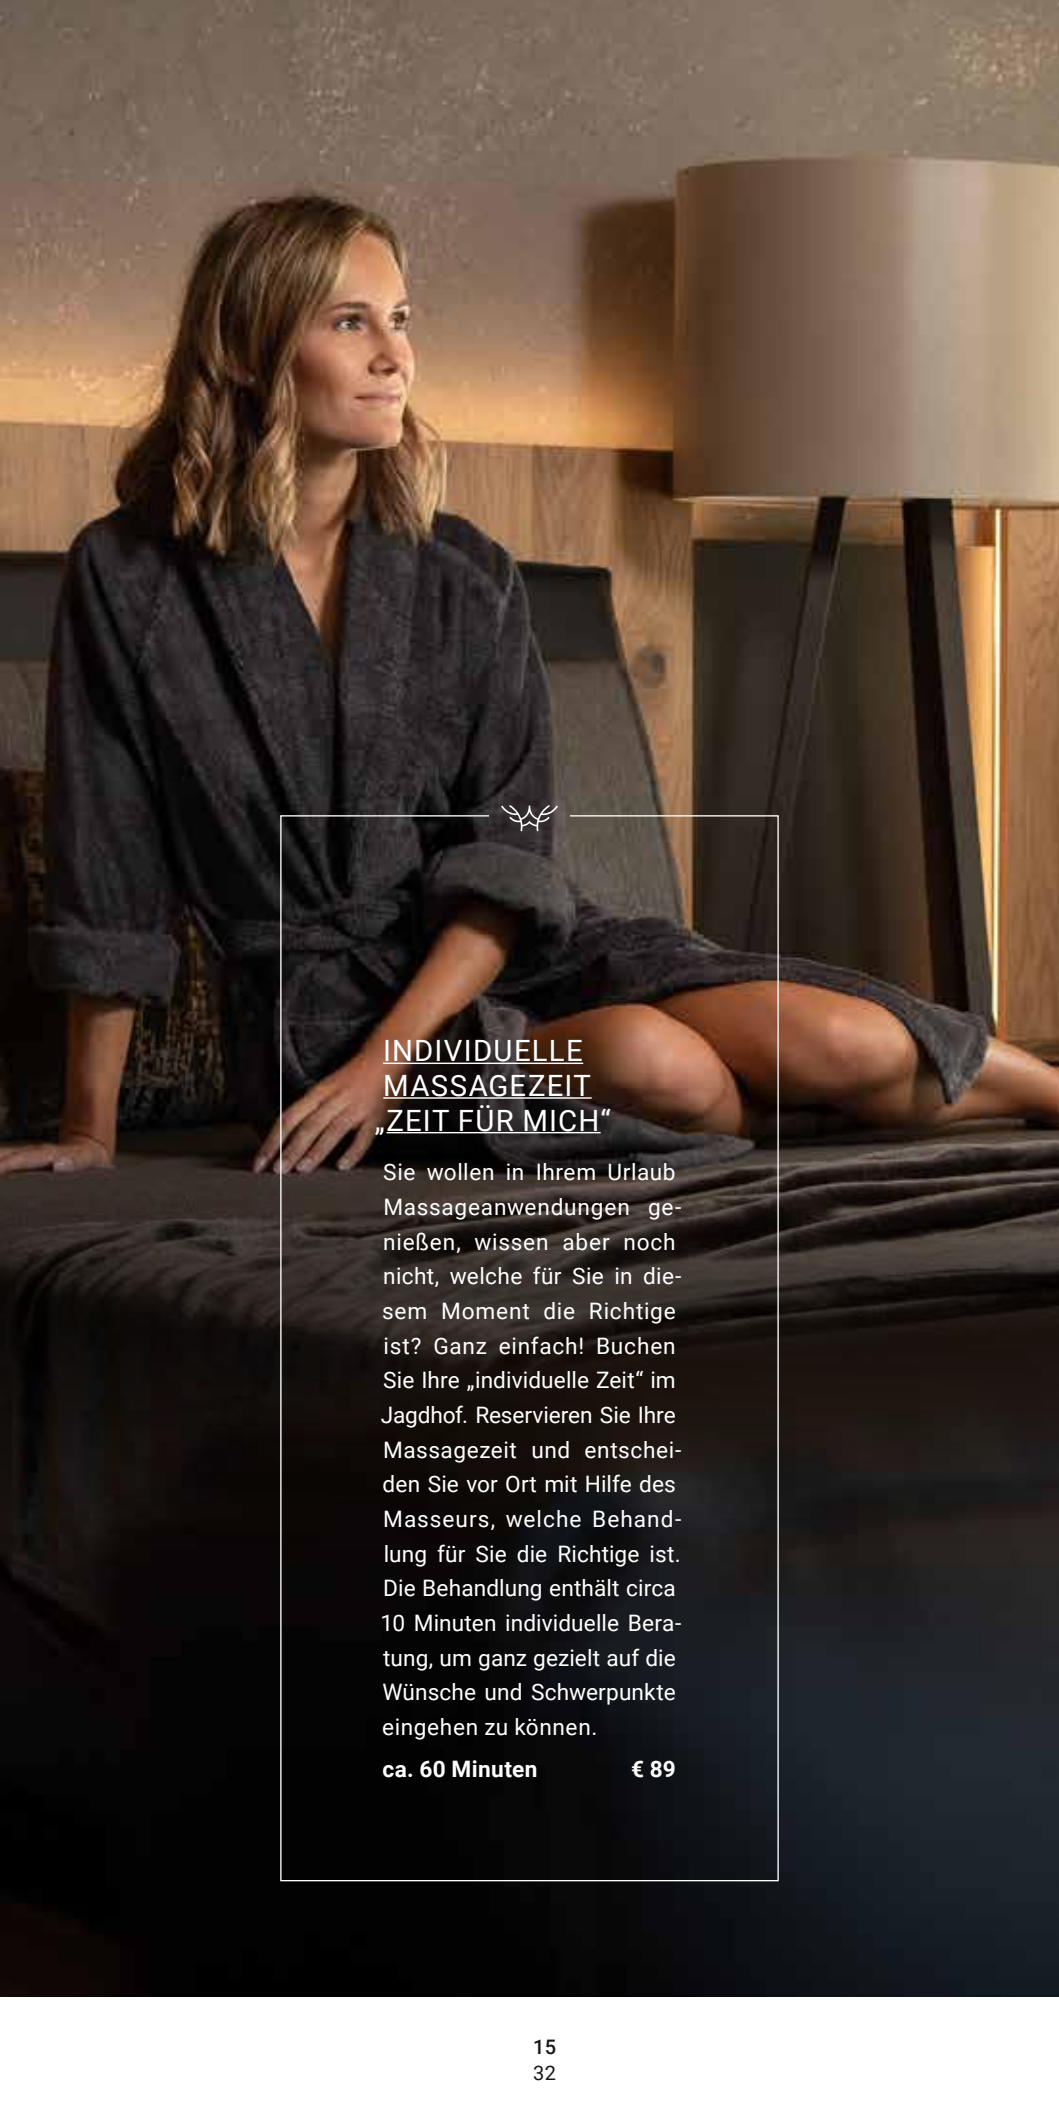 INDIVIDUELLE
MASSAGEZEIT
„ZEIT FÜR MICH“
Sie wollen in Ihrem Urlaub
Massageanwendungen ge-
nießen, wissen aber noch
nicht, welche für Sie in die-
sem Moment die Richtige
ist? Ganz einfach! Buchen
Sie Ihre „individuelle Zeit“ im
Jagdhof. Reservieren Sie Ihre
Massagezeit und entschei-
den Sie vor Ort mit Hilfe des
Masseurs, welche Behand-
lung für Sie die Richtige ist.
Die Behandlung enthält circa
10 Minuten individuelle Bera-
tung, um ganz gezielt auf die
Wünsche und Schwerpunkte
eingehen zu können.
ca. 60 Minuten € 89
15
32